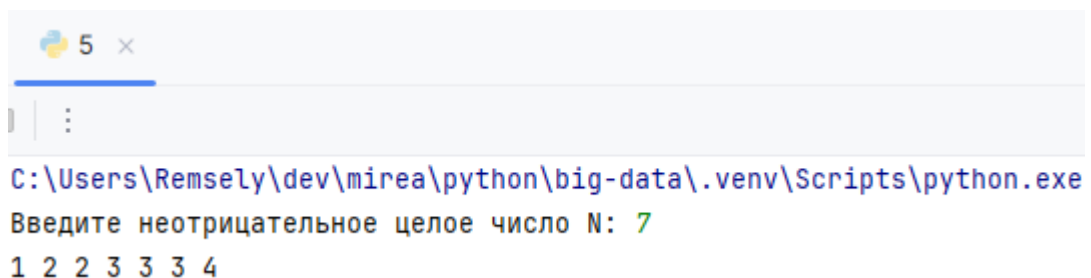 5
C:\Users\Remsely\dev\mirea\python\big-data\.venv\Scripts\python.exe
Введите неотрицательное целое число N: 7
1 2 2 3 3 3 4